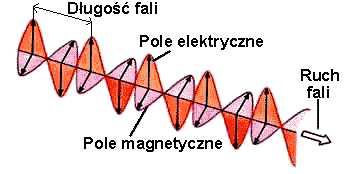 Długość fali
Pole elektryczne
Ruch
fali
Pole magnetyczne